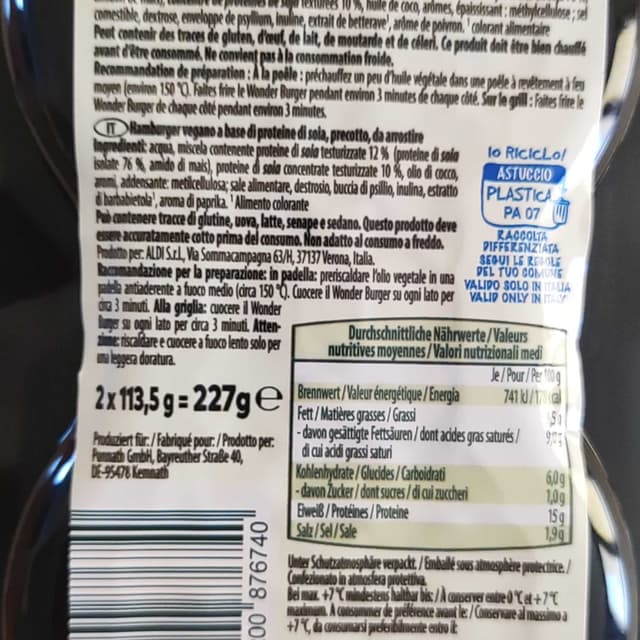 comestible, dextrose, enveloppe de psyllium, inuline, extrait de betterave¹, arôme de poivron. ¹colorant alimentaire
Peut contenir des traces de gluten, d'œuf, de lait, de moutarde et de céleri. Ce produit doit être bien chauffé
avant d'être consommé. Ne convient pas à la consommation froide.
Recommandation de préparation : À la poêle : préchauffez un peu d'huile végétale dans une poêle à revêtement à feu
moyen (environ 150 °C). Faites frire le Wonder Burger pendant environ 3 minutes de chaque côté. Sur le grill : Faites frire le
Wonder Burger de chaque côté pendant environ 3 minutes.
IT Hamburger vegano a base di proteine di soia, precotto, da arrostire
Ingredienti: acqua, miscela contenente proteine di soia testurizzate 12 % (proteine di soia
isolate 76 %, amido di mais), proteine di soia concentrate testurizzate 10 %, olio di cocco,
aromi, addensante: metilcellulosa; sale alimentare, destrosio, buccia di psillio, inulina, estratto
di barbabietola¹, aroma di paprika. ¹Alimento colorante
Può contenere tracce di glutine, uova, latte, senape e sedano. Questo prodotto deve
essere accuratamente cotto prima del consumo. Non adatto al consumo a freddo.
Prodotto per: ALDI S.r.l., Via Sommacampagna 63/H, 37137 Verona, Italia.
Raccomandazione per la preparazione: in padella: preriscaldare l'olio vegetale in una
padella antiaderente a fuoco medio (circa 150 °C). Cuocere il Wonder Burger su ogni lato per
circa 3 minuti. Alla griglia: cuocere il Wonder
Burger su ogni lato per circa 3 minuti. Atten-
zione: riscaldare e cuocere a fuoco lento solo per
una leggera doratura.
2 x 113,5 g = 227 g e
Produziert für: / Fabriqué pour: / Prodotto per:
Ponnath GmbH, Bayreuther Straße 40,
DE-95478 Kemnath
00 876740
IO RICICLO!
ASTUCCIO
PLASTICA
PA 07
RACCOLTA
DIFFERENZIATA
SEGUI LE REGOLE
DEL TUO COMUNE
VALIDO SOLO IN ITALIA
VALID ONLY IN ITALY
Durchschnittliche Nährwerte / Valeurs
nutritives moyennes / Valori nutrizionali medi
Je / Pour / Per 100 g
Brennwert / Valeur énergétique / Energia 741 kJ /
Fett / Matières grasses / Grassi
- davon gesättigte Fettsäuren / dont acides gras saturés /
di cui acidi grassi saturi
Kohlenhydrate / Glucides / Carboidrati 6,0 g
- davon Zucker / dont sucres / di cui zuccheri 1,0 g
Eiweiß / Protéines / Proteine 15 g
Salz / Sel / Sale 1,9 g
Unter Schutzatmosphäre verpackt. / Emballé sous atmosphère protectrice. /
Confezionato in atmosfera protettiva.
Bei max. +7 °C mindestens haltbar bis: / À conserver entre 0 °C et +7 °C
maximum. À consommer de préférence avant le: / Conservare al massimo a
+7 °C, da consumarsi preferibilmente entro il: